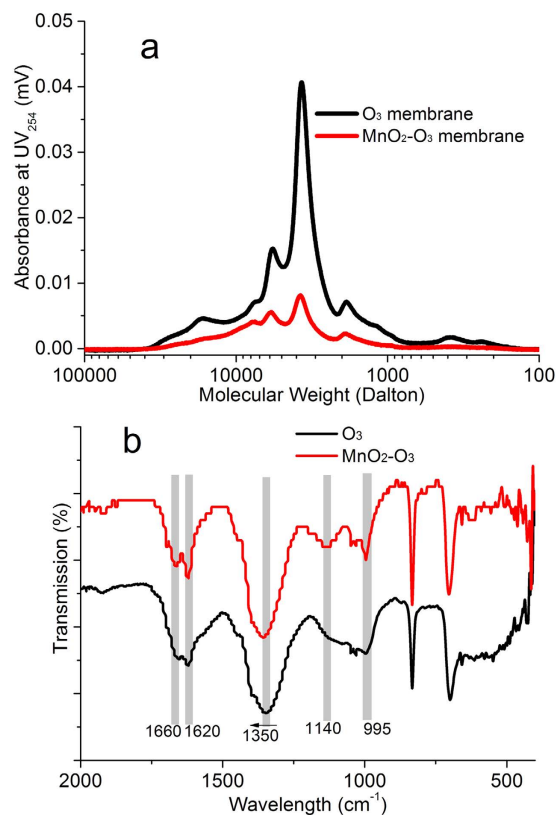 a
0.05
0.04
0.03
0.02
0.01
0.00
Absorbance at UV254 (mV)
O3 membrane
MnO2-O3 membrane
100000 10000 1000 100
Molecular Weight (Dalton)
b
O3
MnO2-O3
Transmission (%)
1660 1620 1350 1140 995
2000 1500 1000 500
Wavelength (cm-1)